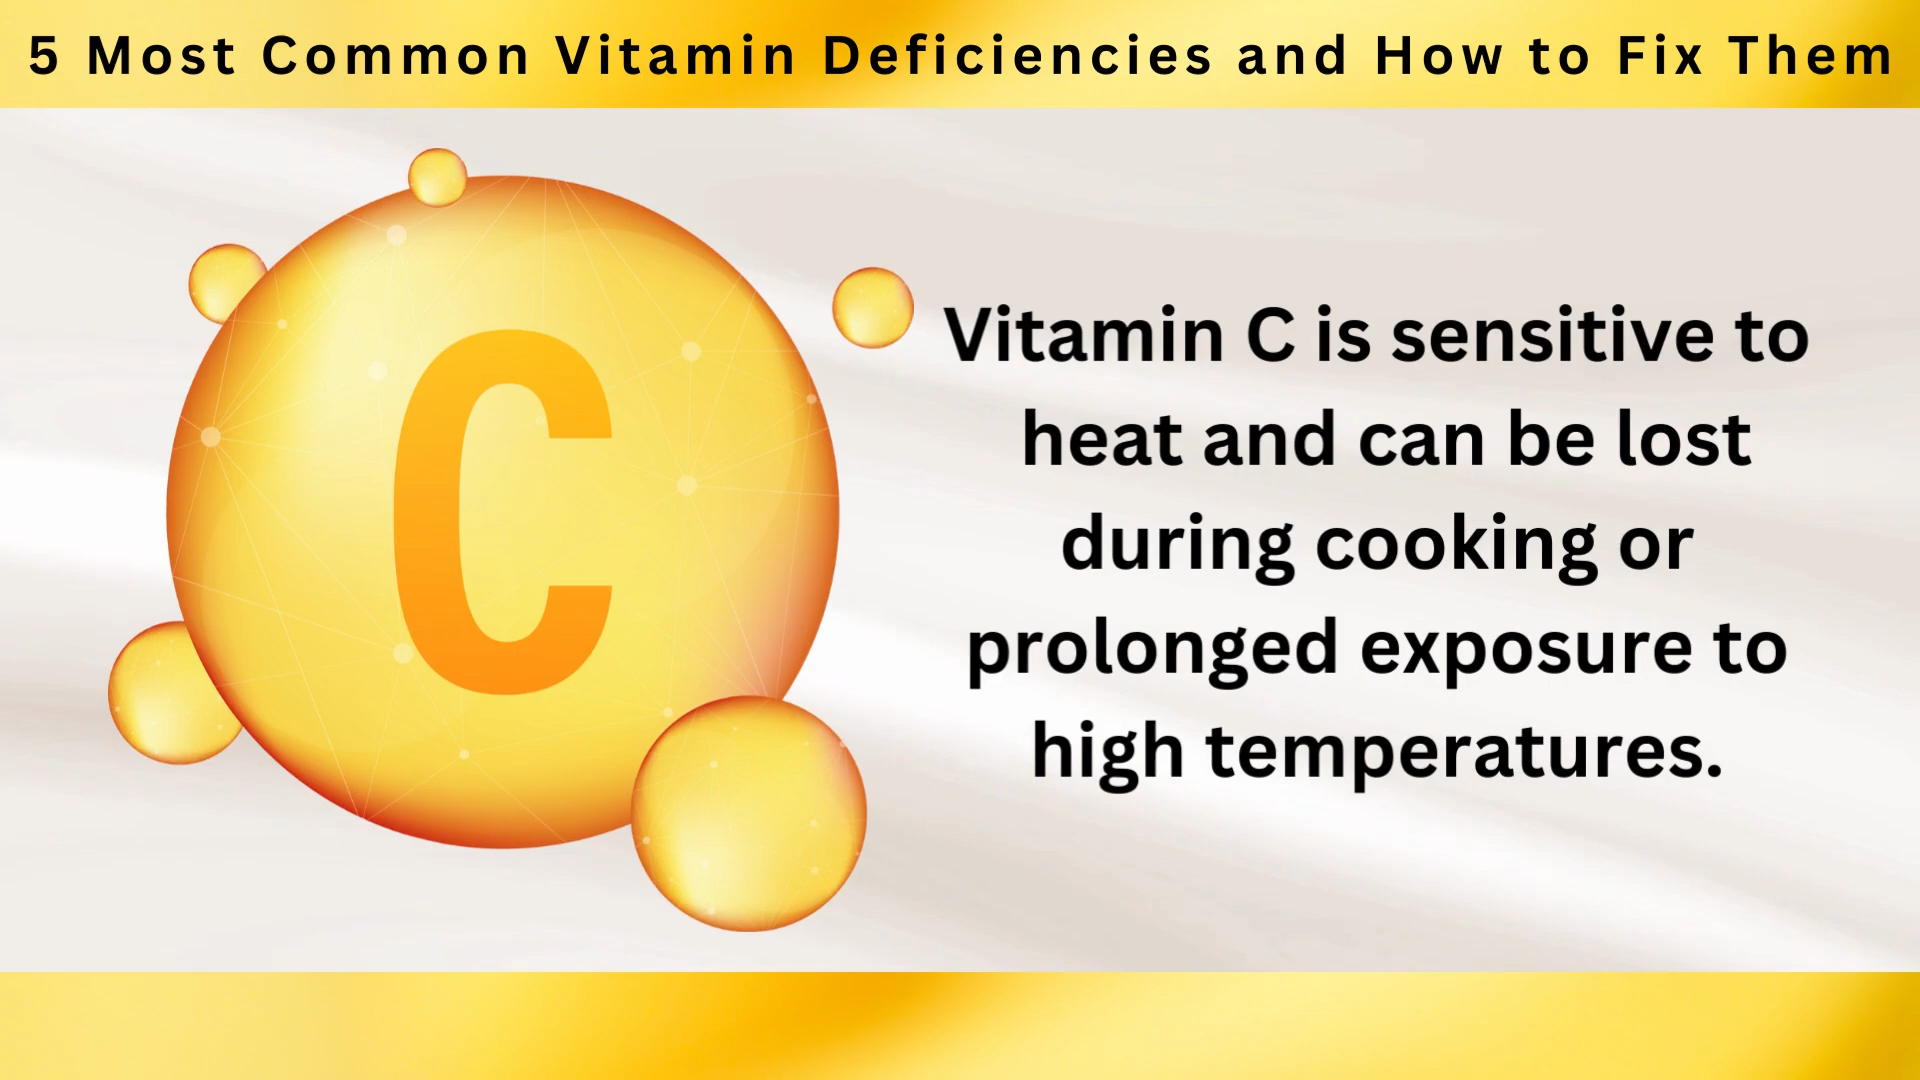 5 Most Common Vitamin Deficiencies and How to Fix Them
C
Vitamin C is sensitive to
heat and can be lost
during cooking or
prolonged exposure to
high temperatures.